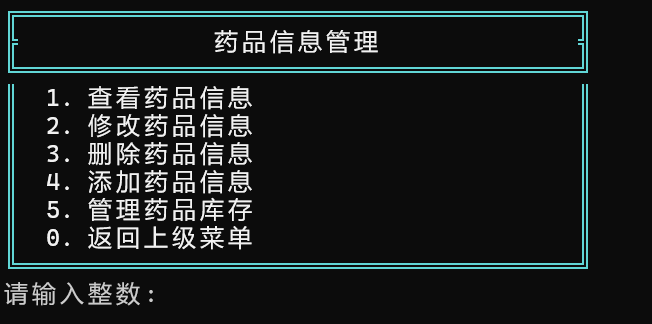 药品信息管理
1. 查看药品信息
2. 修改药品信息
3. 删除药品信息
4. 添加药品信息
5. 管理药品库存
0. 返回上级菜单
请输入整数: